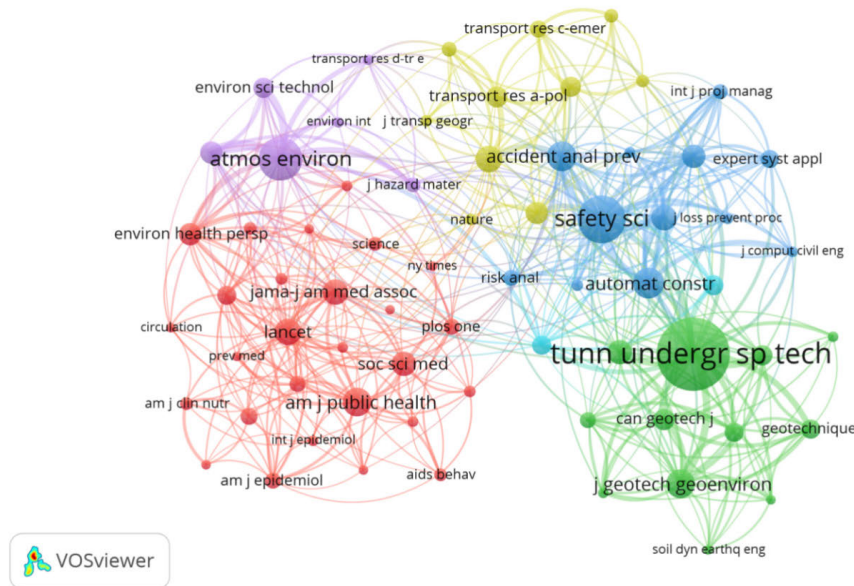 transport res c-emer
transport res d-tr e
environ sci technol
int j proj manag
transport res a-pol
environ int
j transp geogr
atmos environ
accident anal prev
expert syst appl
j hazard mater
nature
safety sci
j loss prevent proc
environ health persp
science
j comput civil eng
ny times
risk anal
automat constr
jama-j am med assoc
circulation
lancet
plos one
prev med
tunn undergr sp tech
soc sci med
am j clin nutr
am j public health
can geotech j
geotechnique
int j epidemiol
am j epidemiol
aids behav
j geotech geoenviron
soil dyn earthq eng
VOSviewer